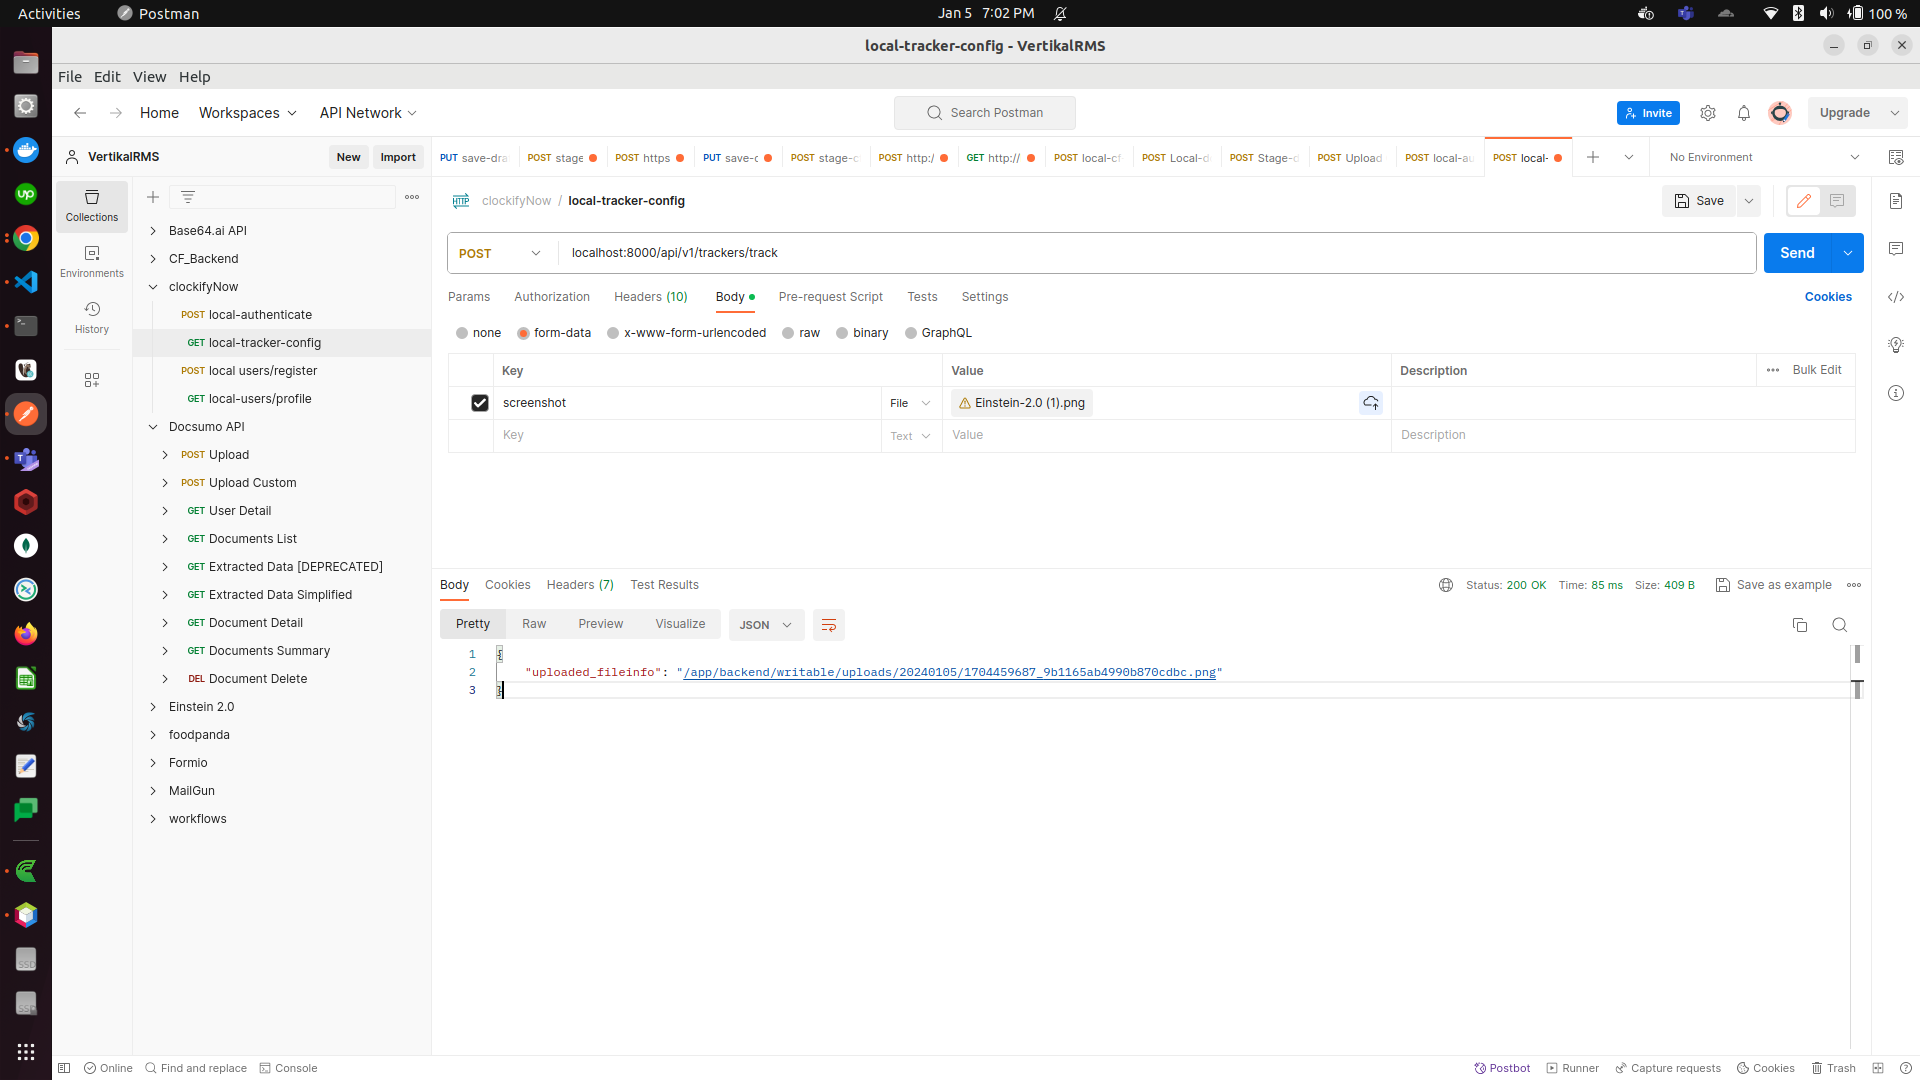 Activities
Postman
Jan 5 7:02 PM
100 %
local-tracker-config - VertikalRMS
File Edit View Help
Home
Workspaces
API Network
Search Postman
Invite
Upgrade
VertikalRMS
New
Import
PUT save-dra
POST stage
POST https
PUT save-c
POST stage-c
POST http:/
GET http://
POST local-cf
POST Local-d
POST Stage-d
POST Upload
POST local-au
POST local-
No Environment
Collections
Environments
History
Base64.ai API
CF_Backend
clockifyNow
POST local-authenticate
GET local-tracker-config
POST local users/register
GET local-users/profile
Docsumo API
POST Upload
POST Upload Custom
GET User Detail
GET Documents List
GET Extracted Data [DEPRECATED]
GET Extracted Data Simplified
GET Document Detail
GET Documents Summary
DEL Document Delete
Einstein 2.0
foodpanda
Formio
MailGun
workflows
HTTP
clockifyNow / local-tracker-config
Save
POST
localhost:8000/api/v1/trackers/track
Send
Params
Authorization
Headers (10)
Body
Pre-request Script
Tests
Settings
Cookies
none
form-data
x-www-form-urlencoded
raw
binary
GraphQL
Key
Value
Description
Bulk Edit
screenshot
File
Einstein-2.0 (1).png
Key
Text
Value
Description
Body
Cookies
Headers (7)
Test Results
Status: 200 OK
Time: 85 ms
Size: 409 B
Save as example
Pretty
Raw
Preview
Visualize
JSON
1 {
2 "uploaded_fileinfo": "/app/backend/writable/uploads/20240105/1704459687_9b1165ab4990b870cdbc.png"
3 }
Online
Find and replace
Console
Postbot
Runner
Capture requests
Cookies
Trash
up
SSD
SSD